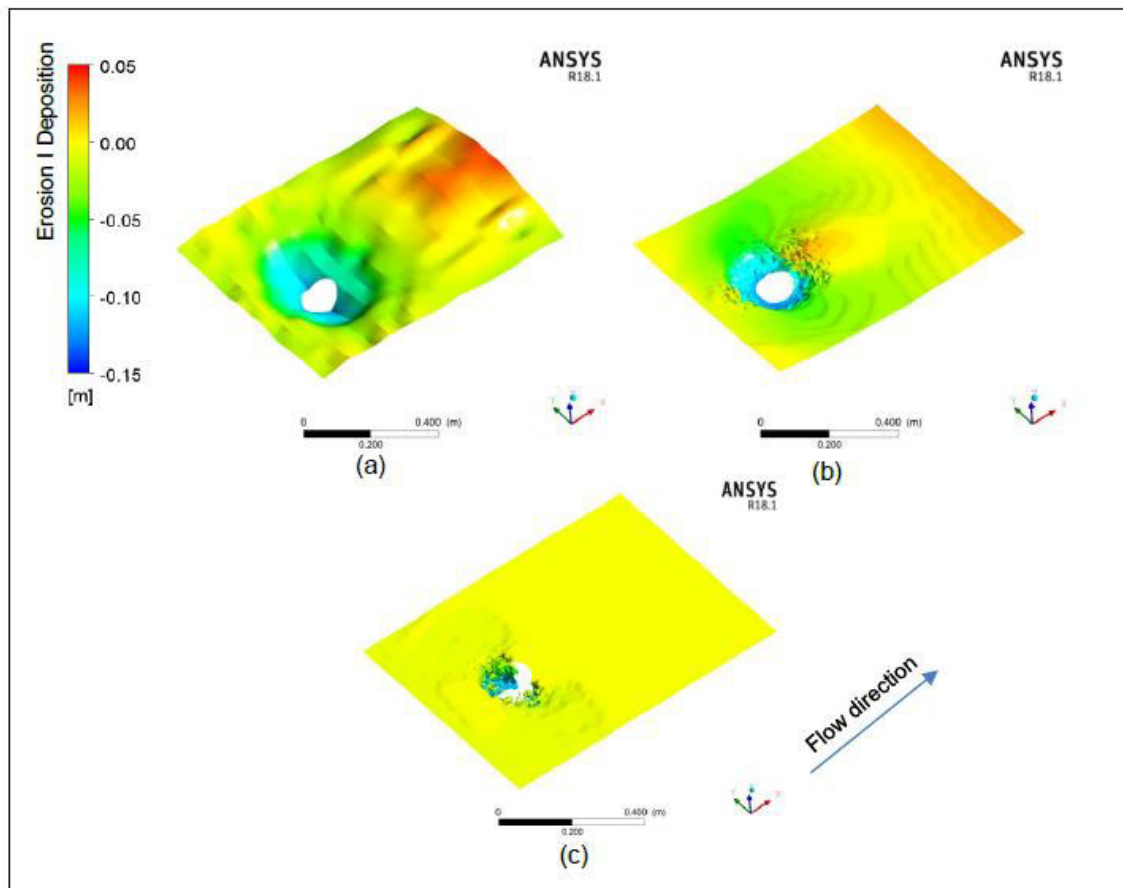 ANSYS
R18.1
Erosion I Deposition
0.05
0.00
-0.05
-0.10
-0.15
[m]
0 0.400 (m)
0.200
(a)
ANSYS
R18.1
0 0.400 (m)
0.200
(b)
ANSYS
R18.1
0 0.400 (m)
0.200
(c)
Flow direction